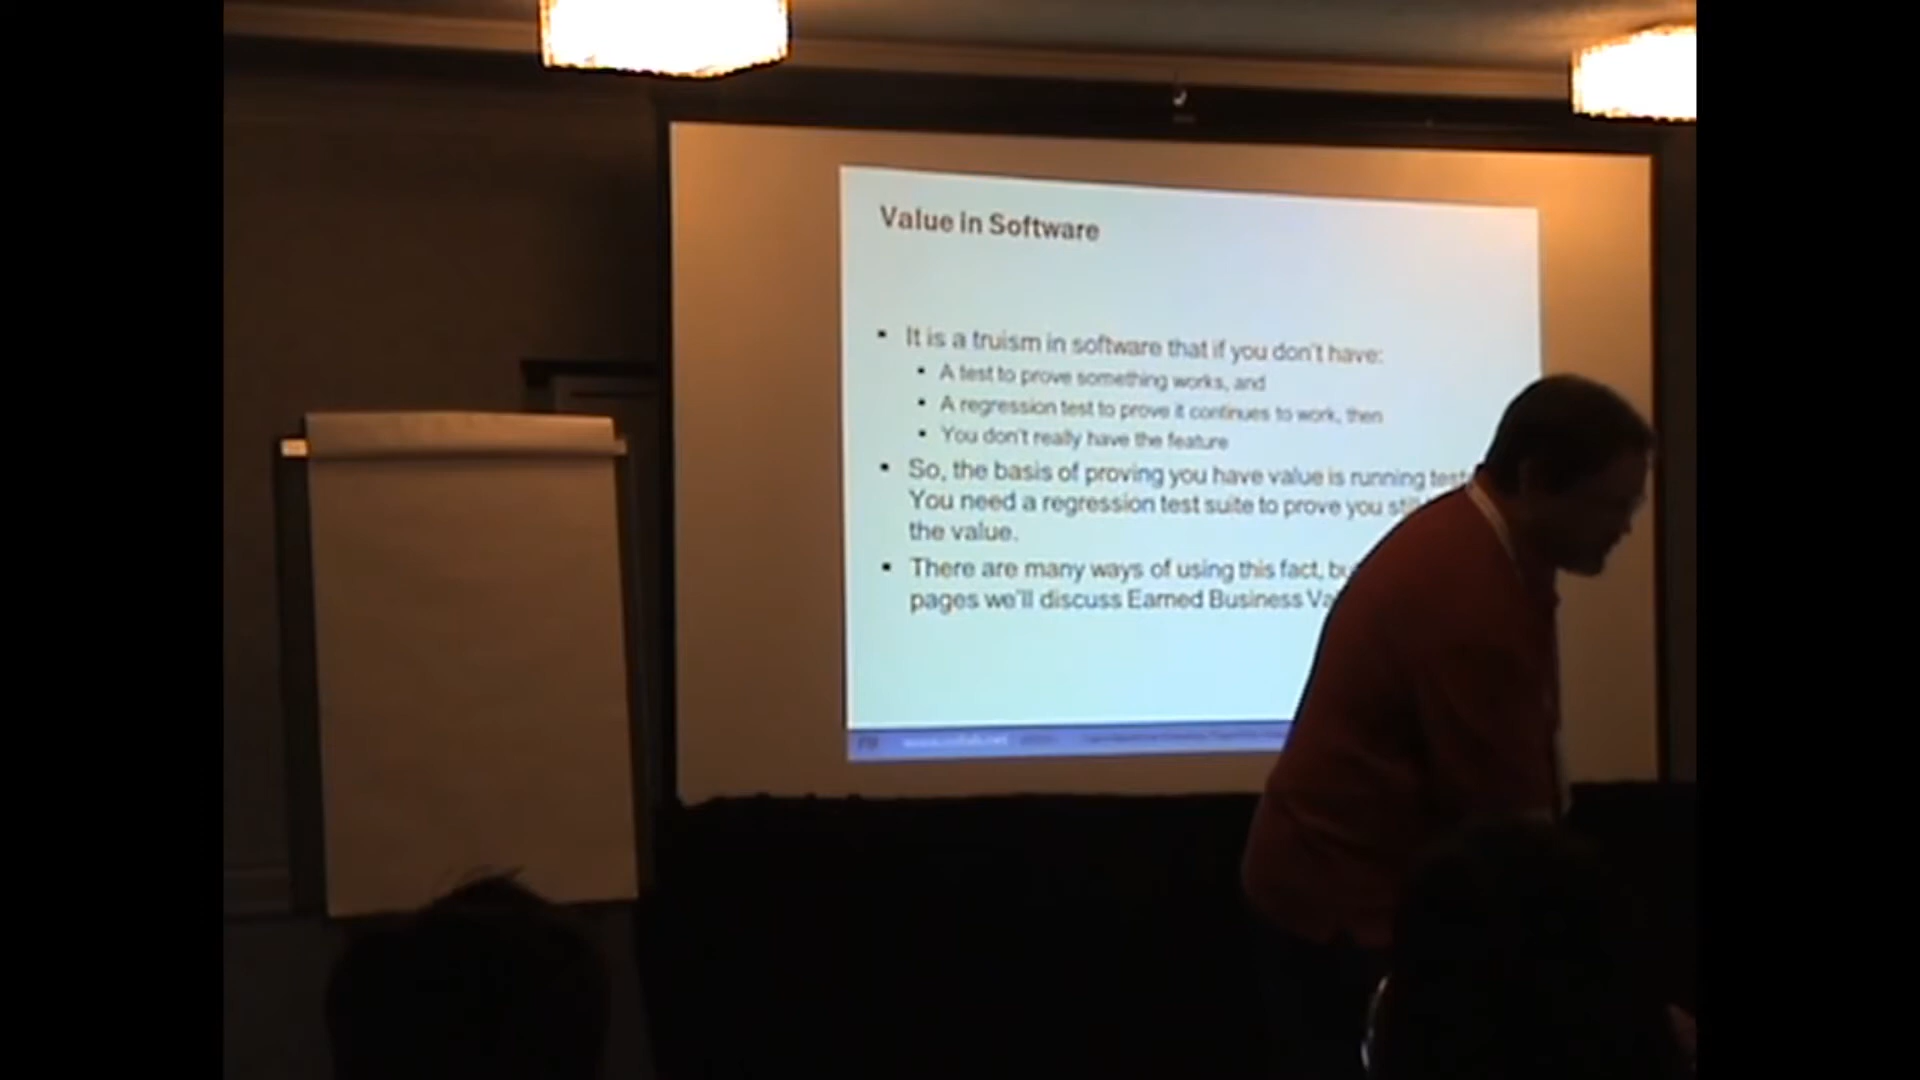 Value in Software
▪ It is a truism in software that if you don't have:
▪ A test to prove something works, and
▪ A regression test to prove it continues to work, then
▪ You don't really have the feature
▪ So, the basis of proving you have value is running
You need a regression test suite to prove you
the value.
▪ There are many ways of using this fact,
pages we'll discuss Earned Business